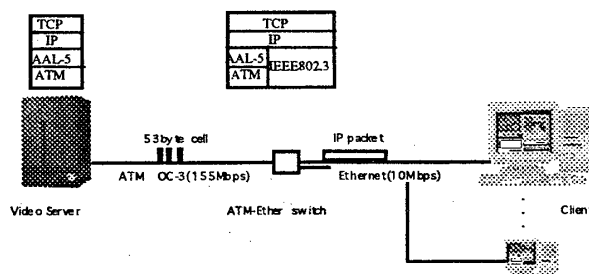 TCP
IP
AAL-5
ATM
TCP
IP
AAL-5
ATM
IEEE802.3
53byte cell
IP packet
ATM OC-3(155Mbps)
Ethernet(10Mbps)
Video Server
ATM-Ether switch
Client